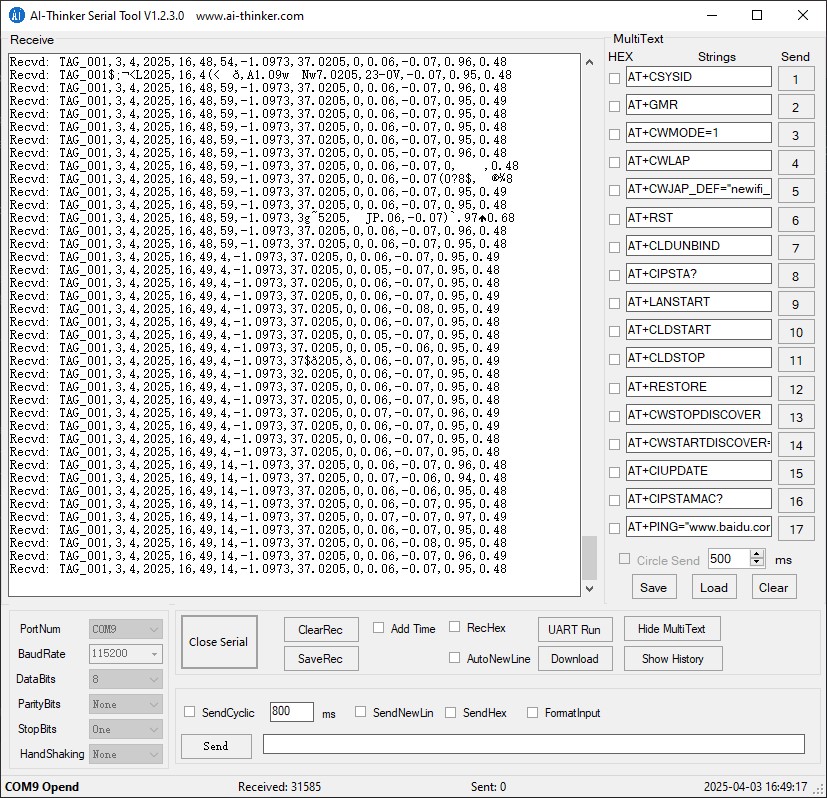 AI-Thinker Serial Tool V1.2.3.0 www.ai-thinker.com
Receive
Recvd: TAG_001,3,4,2025,16,48,54,-1.0973,37.0205,0,0.06,-0.07,0.96,0.48
Recvd: TAG_001$;¬<L2025,16,4(< ð,A1.09w Nw7.0205,23-0V,-0.07,0.95,0.48
Recvd: TAG_001,3,4,2025,16,48,59,-1.0973,37.0205,0,0.06,-0.07,0.96,0.48
Recvd: TAG_001,3,4,2025,16,48,59,-1.0973,37.0205,0,0.06,-0.07,0.95,0.49
Recvd: TAG_001,3,4,2025,16,48,59,-1.0973,37.0205,0,0.06,-0.07,0.95,0.48
Recvd: TAG_001,3,4,2025,16,48,59,-1.0973,37.0205,0,0.06,-0.07,0.95,0.48
Recvd: TAG_001,3,4,2025,16,48,59,-1.0973,37.0205,0,0.06,-0.07,0.95,0.48
Recvd: TAG_001,3,4,2025,16,48,59,-1.0973,37.0205,0,0.05,-0.07,0.96,0.48
Recvd: TAG_001,3,4,2025,16,48,59,-1.0973,37.0205,0,0.06,-0.07,0, ,0.48
Recvd: TAG_001,3,4,2025,16,48,59,-1.0973,37.0205,0,0.06,-0.07(0?8$,
Recvd: TAG_001,3,4,2025,16,48,59,-1.0973,37.0205,0,0.06,-0.07,0.95,0.49
Recvd: TAG_001,3,4,2025,16,48,59,-1.0973,37.0205,0,0.06,-0.07,0.95,0.48
Recvd: TAG_001,3,4,2025,16,48,59,-1.0973,3g~5205, JP.06,-0.07)`.97♠0.68
Recvd: TAG_001,3,4,2025,16,48,59,-1.0973,37.0205,0,0.06,-0.07,0.96,0.48
Recvd: TAG_001,3,4,2025,16,48,59,-1.0973,37.0205,0,0.06,-0.07,0.95,0.48
Recvd: TAG_001,3,4,2025,16,49,4,-1.0973,37.0205,0,0.06,-0.07,0.95,0.49
Recvd: TAG_001,3,4,2025,16,49,4,-1.0973,37.0205,0,0.05,-0.07,0.95,0.48
Recvd: TAG_001,3,4,2025,16,49,4,-1.0973,37.0205,0,0.06,-0.06,0.95,0.48
Recvd: TAG_001,3,4,2025,16,49,4,-1.0973,37.0205,0,0.06,-0.07,0.95,0.48
Recvd: TAG_001,3,4,2025,16,49,4,-1.0973,37.0205,0,0.06,-0.08,0.95,0.49
Recvd: TAG_001,3,4,2025,16,49,4,-1.0973,37.0205,0,0.06,-0.07,0.95,0.48
Recvd: TAG_001,3,4,2025,16,49,4,-1.0973,37.0205,0,0.05,-0.07,0.95,0.48
Recvd: TAG_001,3,4,2025,16,49,4,-1.0973,37.0205,0,0.05,-0.06,0.95,0.49
Recvd: TAG_001,3,4,2025,16,49,4,-1.0973,37$ð205,ð,0.06,-0.07,0.95,0.49
Recvd: TAG_001,3,4,2025,16,49,4,-1.0973,32.0205,0,0.05,-0.07,0.95,0.48
Recvd: TAG_001,3,4,2025,16,49,4,-1.0973,37.0205,0,0.06,-0.07,0.95,0.48
Recvd: TAG_001,3,4,2025,16,49,4,-1.0973,37.0205,0,0.05,-0.06,0.95,0.48
Recvd: TAG_001,3,4,2025,16,49,4,-1.0973,37.0205,0,0.06,-0.07,0.96,0.49
Recvd: TAG_001,3,4,2025,16,49,4,-1.0973,37.0205,0,0.06,-0.07,0.95,0.48
Recvd: TAG_001,3,4,2025,16,49,4,-1.0973,37.0205,0,0.06,-0.07,0.96,0.48
Recvd: TAG_001,3,4,2025,16,49,4,-1.0973,37.0205,0,0.06,-0.07,0.95,0.48
Recvd: TAG_001,3,4,2025,16,49,14,-1.0973,37.0205,0,0.06,-0.07,0.96,0.48
Recvd: TAG_001,3,4,2025,16,49,14,-1.0973,37.0205,0,0.06,-0.06,0.94,0.48
Recvd: TAG_001,3,4,2025,16,49,14,-1.0973,37.0205,0,0.06,-0.07,0.96,0.48
Recvd: TAG_001,3,4,2025,16,49,14,-1.0973,37.0205,0,0.06,-0.07,0.97,0.49
Recvd: TAG_001,3,4,2025,16,49,14,-1.0973,37.0205,0,0.05,-0.06,0.95,0.48
Recvd: TAG_001,3,4,2025,16,49,14,-1.0973,37.0205,0,0.06,-0.08,0.95,0.48
Recvd: TAG_001,3,4,2025,16,49,14,-1.0973,37.0205,0,0.06,-0.07,0.96,0.49
Recvd: TAG_001,3,4,2025,16,49,14,-1.0973,37.0205,0,0.06,-0.07,0.95,0.48
MultiText
HEX Strings Send
AT+CSYSID 1
AT+GMR 2
AT+CWMODE=1 3
AT+CWLAP 4
AT+CWJAP_DEF="newifi_ 5
AT+RST 6
AT+CLDUNBIND 7
AT+CIPSTA? 8
AT+LANSTART 9
AT+CLDSTART 10
AT+CLDSTOP 11
AT+RESTORE 12
AT+CWSTOPDISCOVER 13
AT+CWSTARTDISCOVER= 14
AT+CIUPDATE 15
AT+CIPSTAMAC? 16
AT+PING="www.baidu.cor 17
Circle Send 500 ms
Save Load Clear
PortNum COM9
BaudRate 115200
DataBits 8
ParityBits None
StopBits One
HandShaking None
Close Serial
ClearRec Add Time RecHex UART Run Hide MultiText
SaveRec AutoNewLine Download Show History
SendCyclic 800 ms SendNewLin SendHex FormatInput
Send
COM9 Opend Received: 31585 Sent: 0 2025-04-03 16:49:17